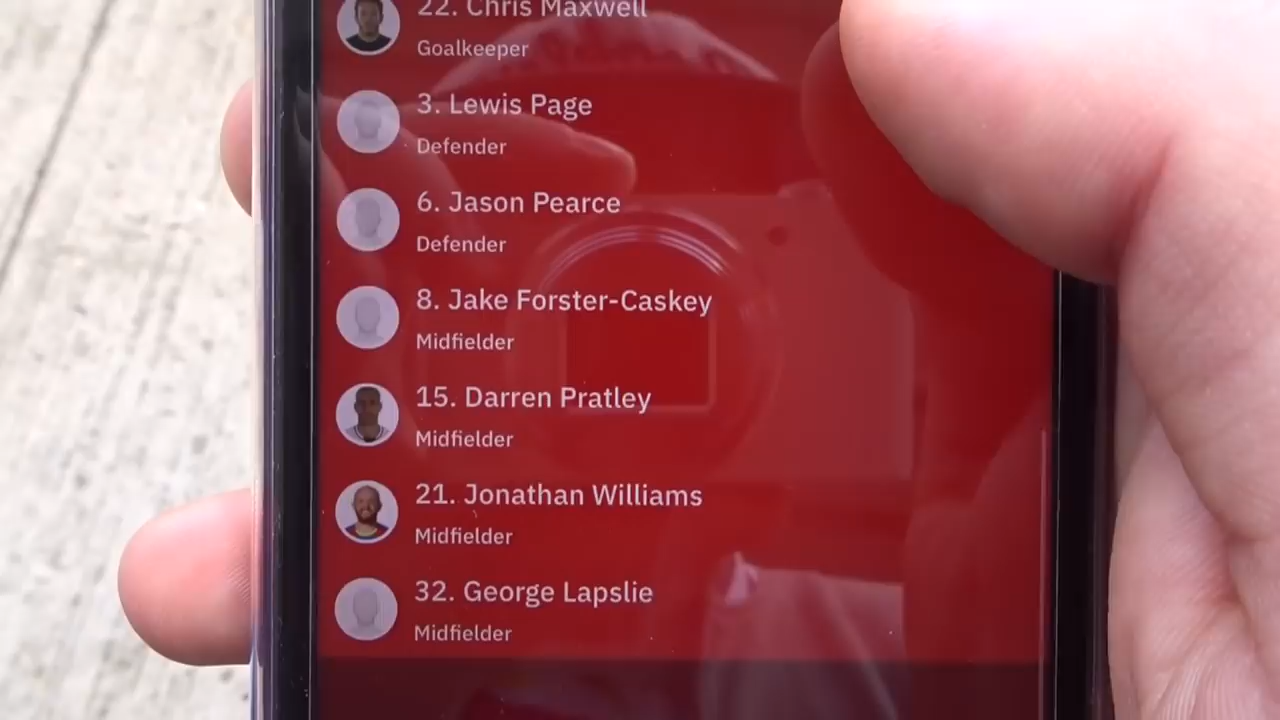 22. Chris Maxwell
Goalkeeper
3. Lewis Page
Defender
6. Jason Pearce
Defender
8. Jake Forster-Caskey
Midfielder
15. Darren Pratley
Midfielder
21. Jonathan Williams
Midfielder
32. George Lapslie
Midfielder